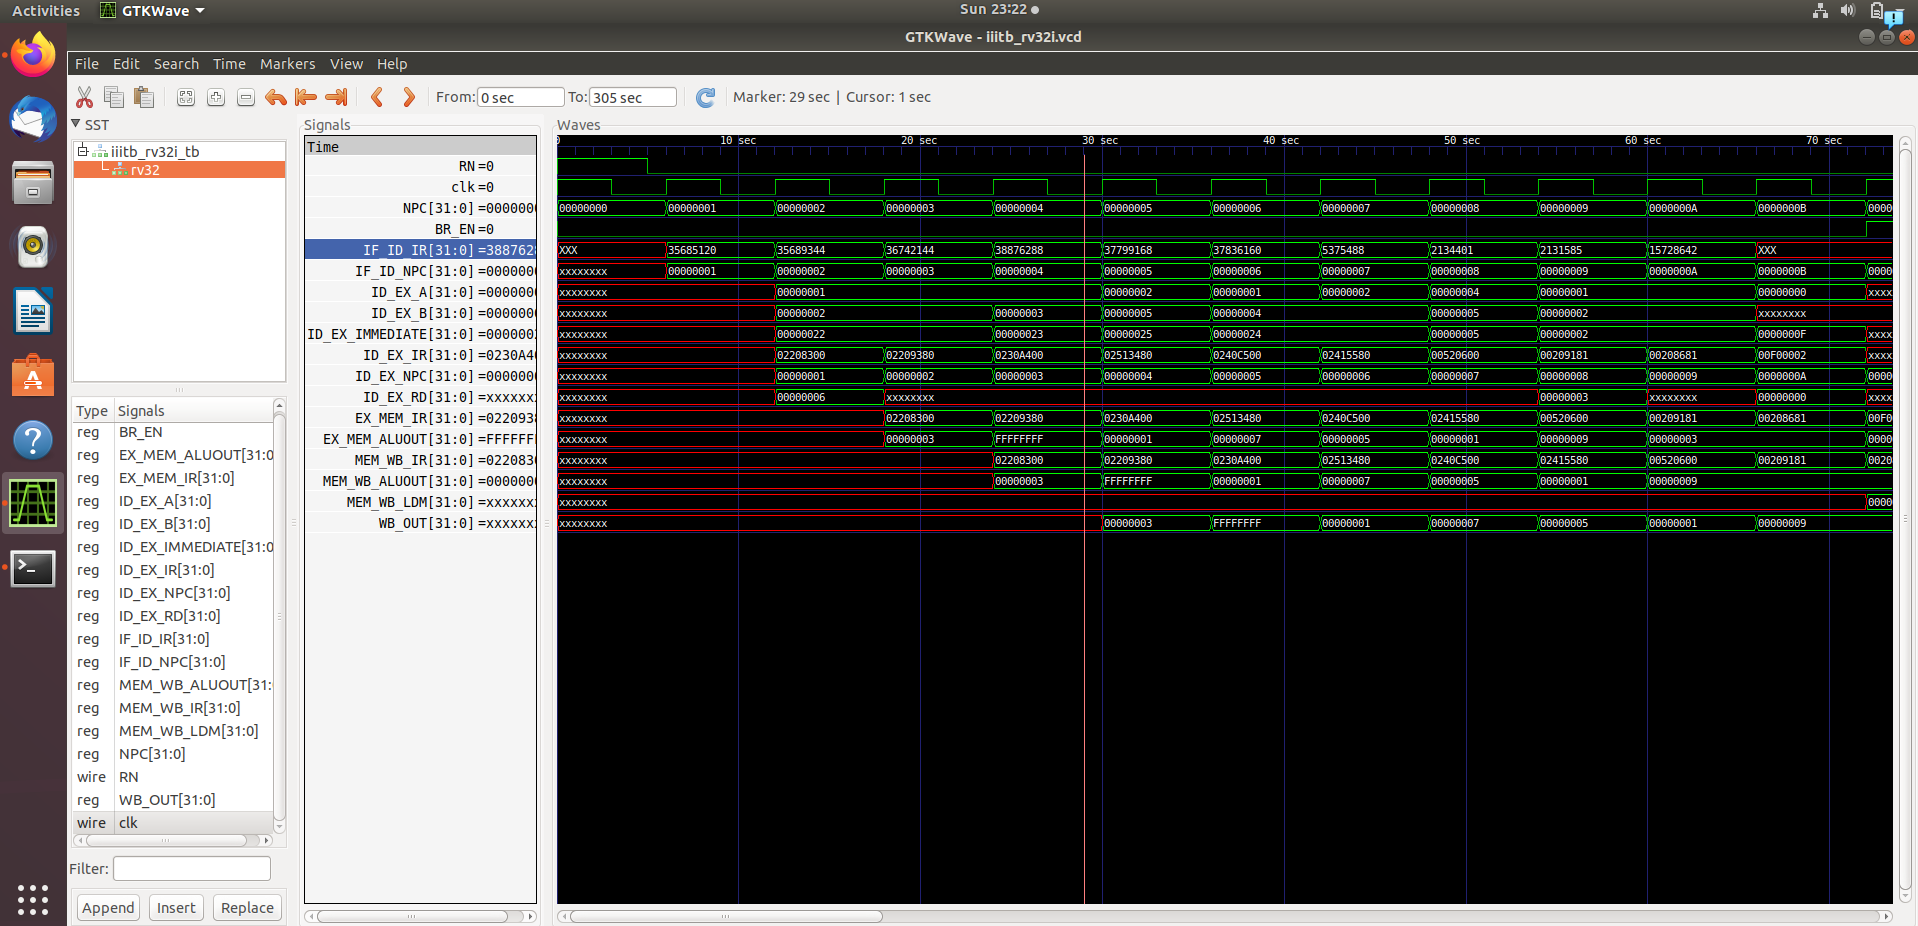 Activities GTKWave Sun 23:22
GTKWave - iiitb_rv32i.vcd
File Edit Search Time Markers View Help
From: 0 sec To: 305 sec Marker: 29 sec | Cursor: 1 sec
SST
iiitb_rv32i_tb
rv32
Type Signals
reg BR_EN
reg EX_MEM_ALUOUT[31:0
reg EX_MEM_IR[31:0]
reg ID_EX_A[31:0]
reg ID_EX_B[31:0]
reg ID_EX_IMMEDIATE[31:0
reg ID_EX_IR[31:0]
reg ID_EX_NPC[31:0]
reg ID_EX_RD[31:0]
reg IF_ID_IR[31:0]
reg IF_ID_NPC[31:0]
reg MEM_WB_ALUOUT[31:
reg MEM_WB_IR[31:0]
reg MEM_WB_LDM[31:0]
reg NPC[31:0]
wire RN
reg WB_OUT[31:0]
wire clk
Filter:
Append Insert Replace
Signals
Time
RN =0
clk =0
NPC[31:0] =0000000
BR_EN =0
IF_ID_IR[31:0] =3887628
IF_ID_NPC[31:0] =0000000
ID_EX_A[31:0] =0000000
ID_EX_B[31:0] =0000000
ID_EX_IMMEDIATE[31:0] =0000002
ID_EX_IR[31:0] =0230A40
ID_EX_NPC[31:0] =0000000
ID_EX_RD[31:0] =xxxxxxx
EX_MEM_IR[31:0] =0220938
EX_MEM_ALUOUT[31:0] =FFFFFFF
MEM_WB_IR[31:0] =0220830
MEM_WB_ALUOUT[31:0] =0000000
MEM_WB_LDM[31:0] =xxxxxxx
WB_OUT[31:0] =xxxxxxx
Waves
0 10 sec 20 sec 30 sec 40 sec 50 sec 60 sec 70 sec
00000000 00000001 00000002 00000003 00000004 00000005 00000006 00000007 00000008 00000009 0000000A 0000000B 0000
XXX 35685120 35689344 36742144 38876288 37799168 37836160 5375488 2134401 2131585 15728642 XXX
xxxxxxxx 00000001 00000002 00000003 00000004 00000005 00000006 00000007 00000008 00000009 0000000A 0000000B 0000
xxxxxxxx 00000001 00000002 00000001 00000002 00000004 00000001 00000000 xxxx
xxxxxxxx 00000002 00000003 00000005 00000004 00000005 00000002 xxxxxxxx
xxxxxxxx 00000022 00000023 00000025 00000024 00000005 00000002 0000000F xxxx
xxxxxxxx 02208300 02209380 0230A400 02513480 0240C500 02415580 00520600 00209181 00208681 00F00002 xxxx
xxxxxxxx 00000001 00000002 00000003 00000004 00000005 00000006 00000007 00000008 00000009 0000000A 0000
xxxxxxxx 00000006 xxxxxxxx 00000003 xxxxxxxx 00000000 xxxx
xxxxxxxx 02208300 02209380 0230A400 02513480 0240C500 02415580 00520600 00209181 00208681 00F0
xxxxxxxx 00000003 FFFFFFFF 00000001 00000007 00000005 00000001 00000009 00000003 0000
xxxxxxxx 02208300 02209380 0230A400 02513480 0240C500 02415580 00520600 00209181 0020
xxxxxxxx 00000003 FFFFFFFF 00000001 00000007 00000005 00000001 00000009
xxxxxxxx 0000
xxxxxxxx 00000003 FFFFFFFF 00000001 00000007 00000005 00000001 00000009